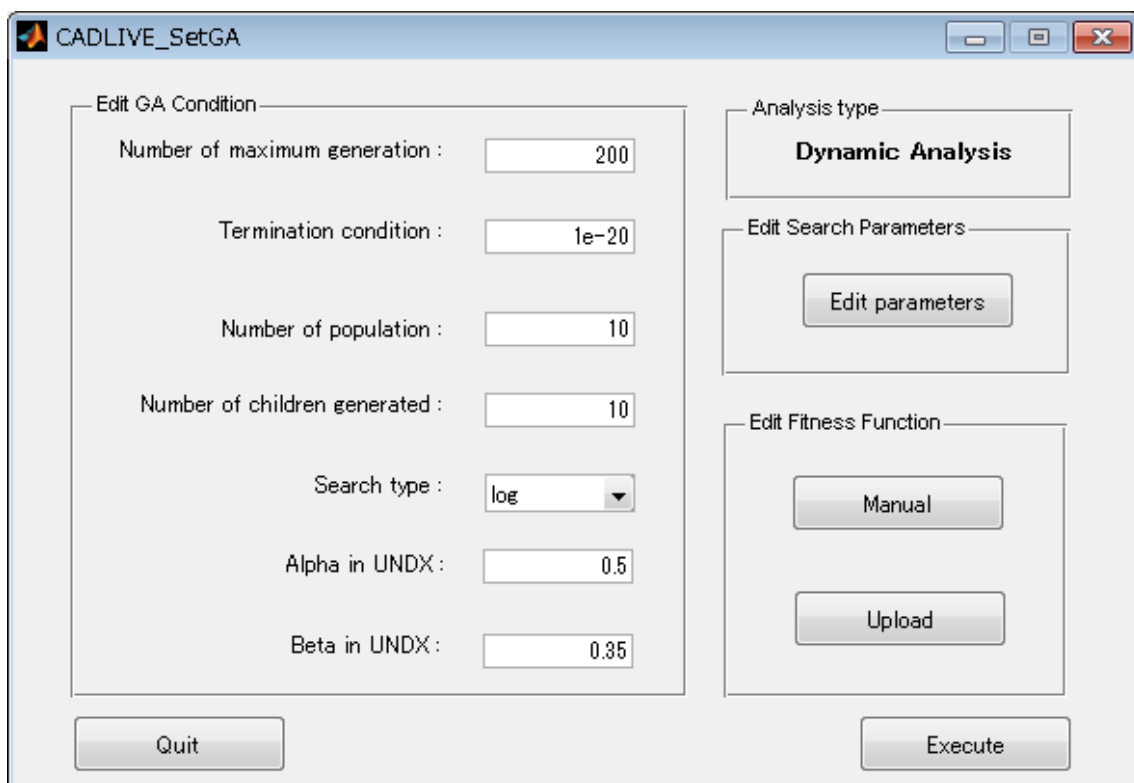 CADLIVE_SetGA
Edit GA Condition
Number of maximum generation : 200
Termination condition : 1e-20
Number of population : 10
Number of children generated : 10
Search type : log
Alpha in UNDX : 0.5
Beta in UNDX : 0.35
Analysis type
Dynamic Analysis
Edit Search Parameters
Edit parameters
Edit Fitness Function
Manual
Upload
Quit
Execute